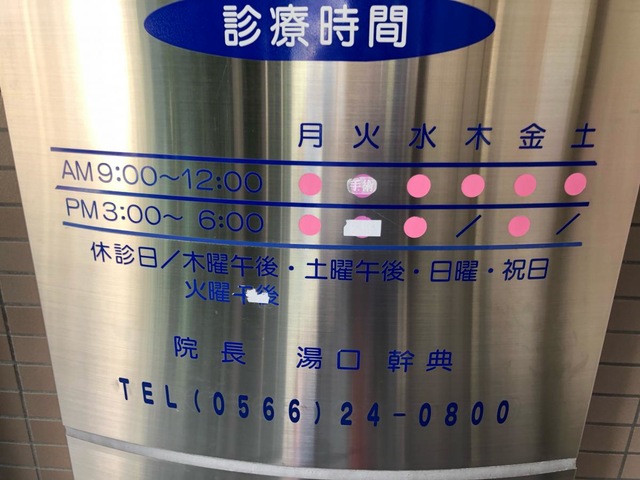 診療時間
月 火 水 木 金 土
AM 9:00～12:00
PM 3:00～ 6:00 / /
休診日/木曜午後・土曜午後・日曜・祝日
火曜午後
院長 湯口 幹典
TEL(0566)24-0800